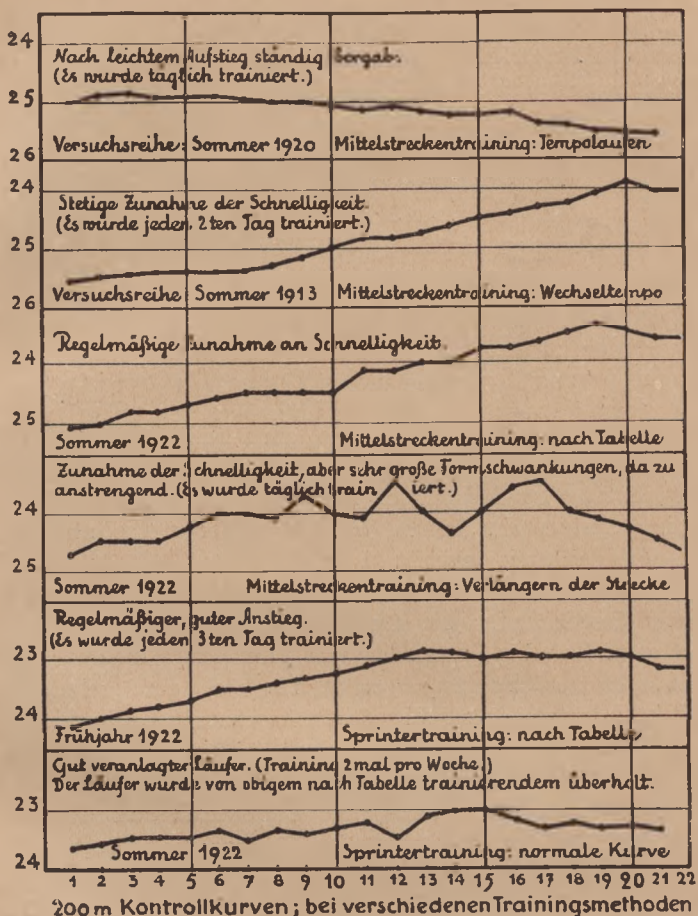 24
Nach leichtem Aufstieg ständig bergab.
(Es wurde täglich trainiert.)
25
Versuchsreihe: Sommer 1920 Mittelstreckentraining: Tempolaufen
26
24
Stetige Zunahme der Schnelligkeit.
(Es wurde jeden 2ten Tag trainiert.)
25
Versuchsreihe Sommer 1913 Mittelstreckentraining: Wechseltempo
26
Regelmäßige Zunahme an Schnelligkeit.
24
25
Sommer 1922 Mittelstreckentraining: nach Tabelle
Zunahme der Schnelligkeit, aber sehr große Formschwankungen, da zu
anstrengend. (Es wurde täglich trainiert.)
24
25
Sommer 1922 Mittelstreckentraining: Verlängern der Strecke
Regelmäßiger, guter Anstieg.
(Es wurde jeden 3ten Tag trainiert.)
23
24
Frühjahr 1922 Sprintertraining: nach Tabelle
Gut veranlagter Läufer. (Training 2mal pro Woche.)
Der Läufer wurde von obigem nach Tabelle trainierendem überholt.
23
Sommer 1922 Sprintertraining: normale Kurve
24
1 2 3 4 5 6 7 8 9 10 11 12 13 14 15 16 17 18 19 20 21 22
200m Kontrollkurven; bei verschiedenen Trainingsmethoden